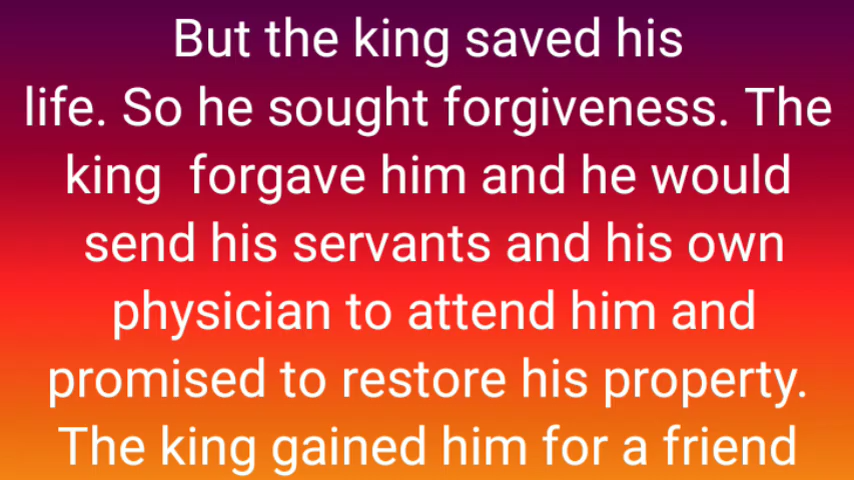 But the king saved his
life. So he sought forgiveness. The
king  forgave him and he would
send his servants and his own
physician to attend him and
promised to restore his property.
The king gained him for a friend